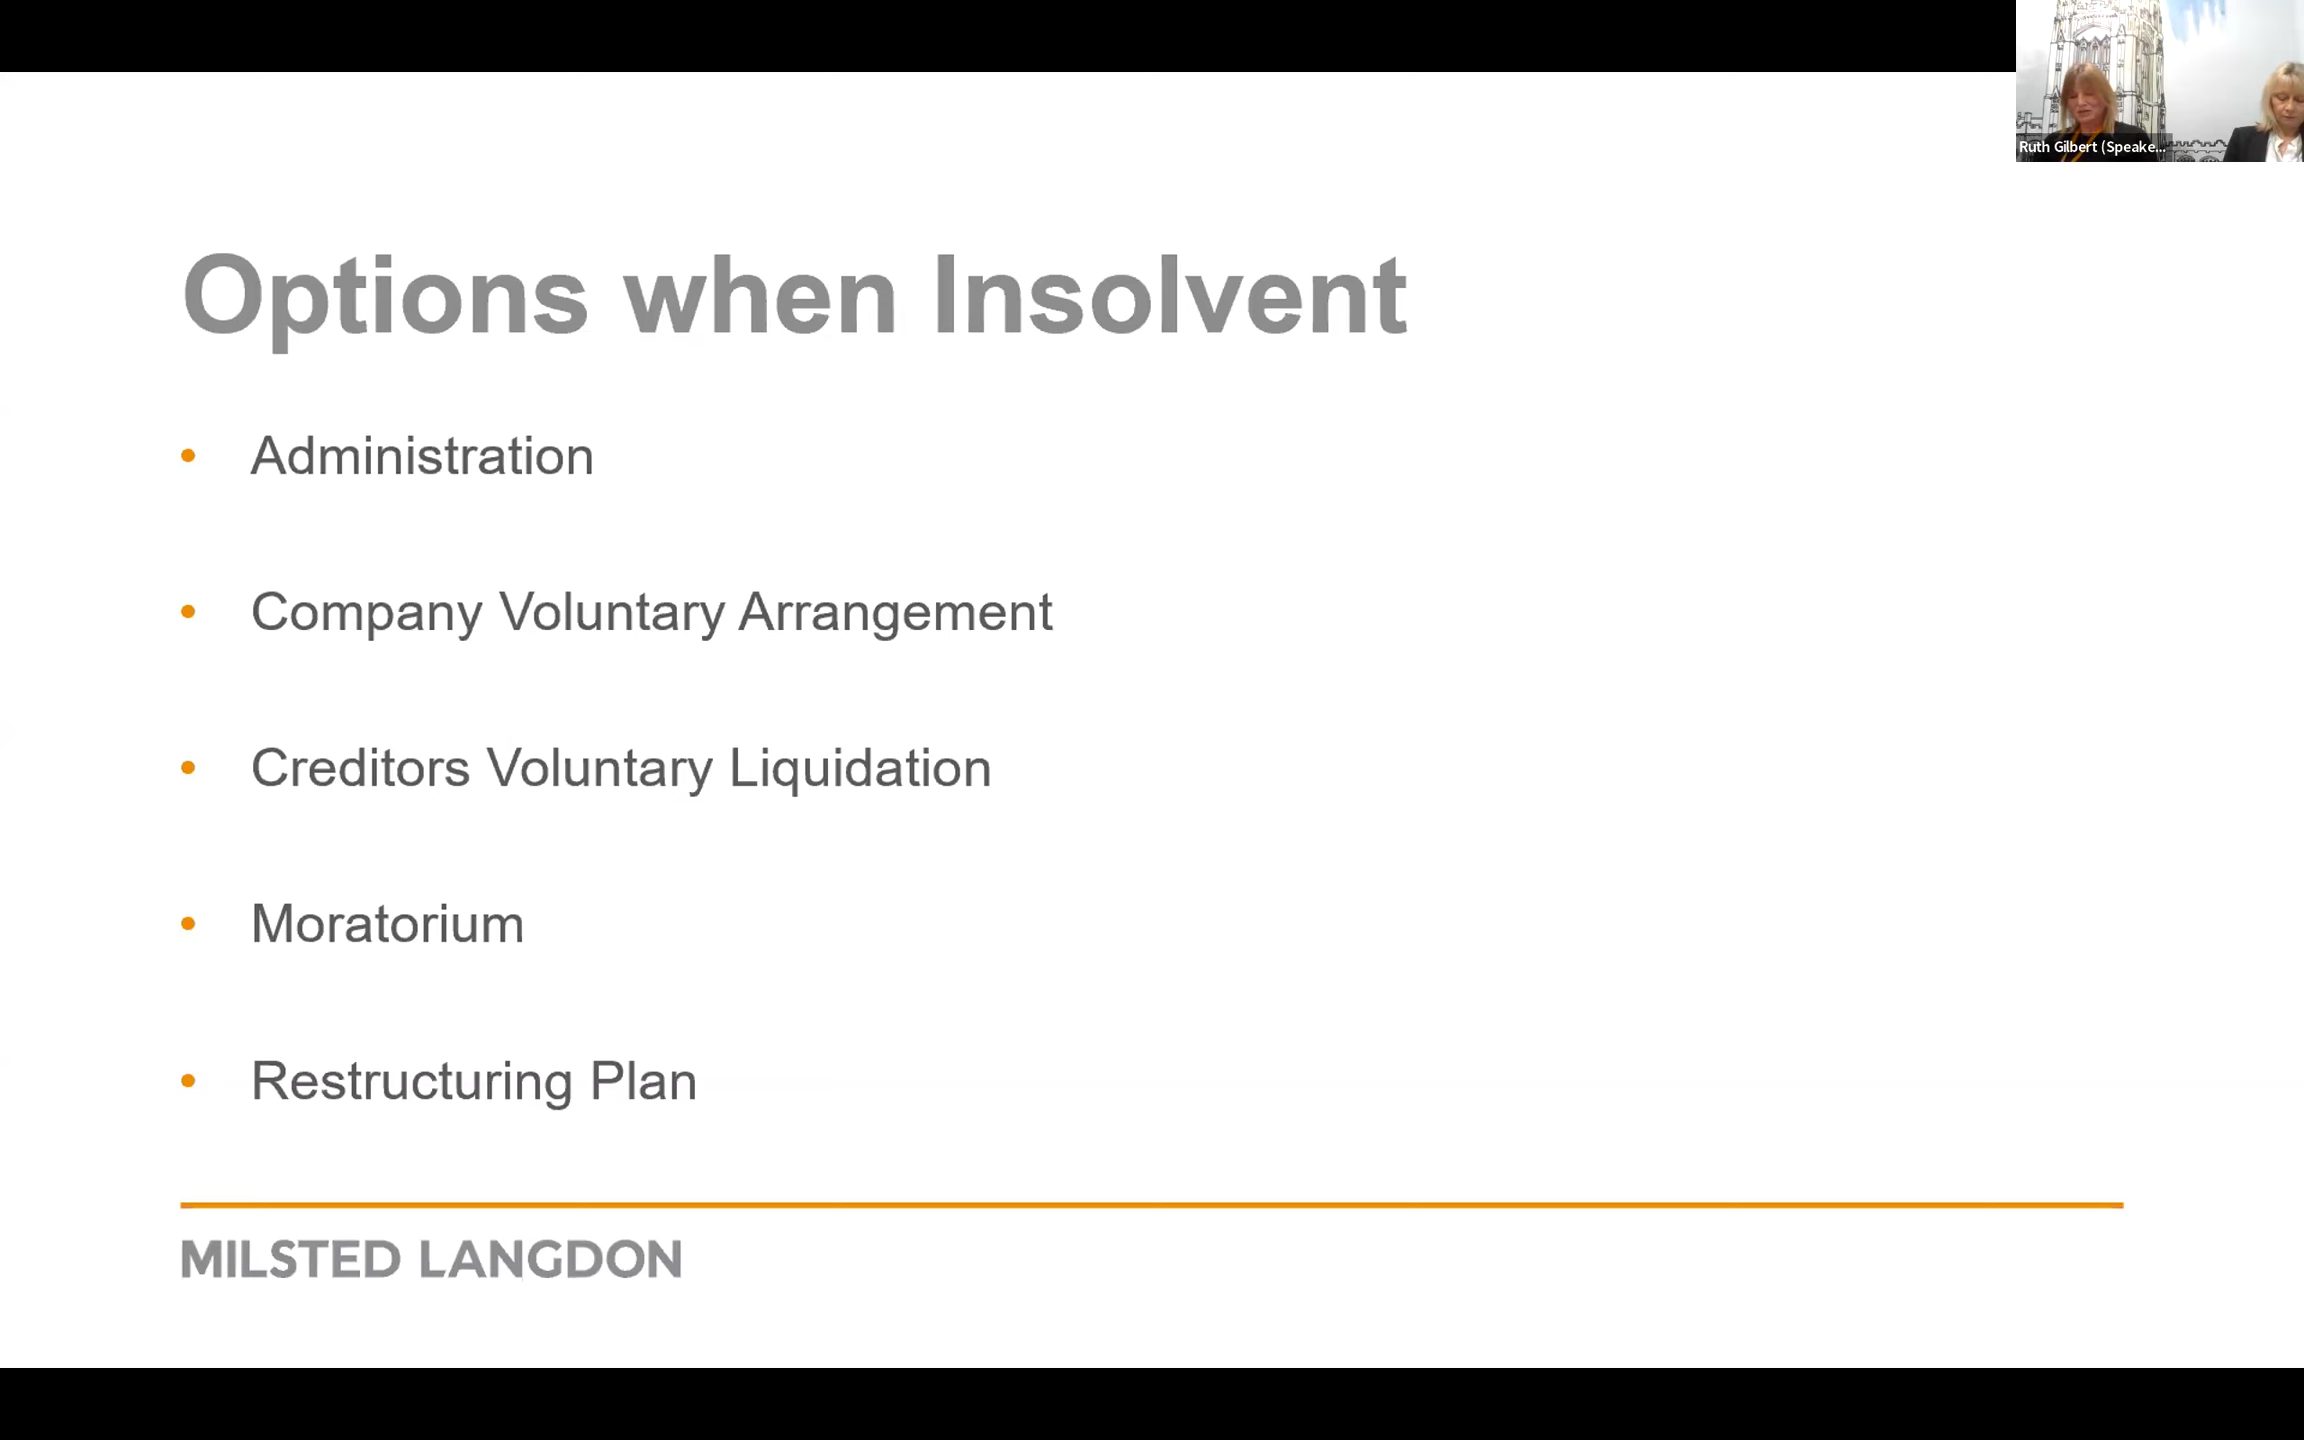 Ruth Gilbert (Speake...
Options when Insolvent
• Administration
• Company Voluntary Arrangement
• Creditors Voluntary Liquidation
• Moratorium
• Restructuring Plan
MILSTED LANGDON